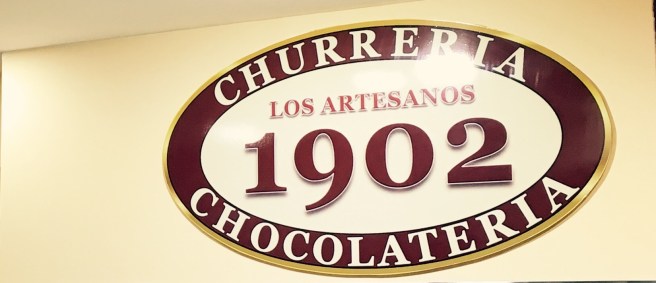 CHURRERIA
LOS ARTESANOS
1902
CHOCOLATERIA